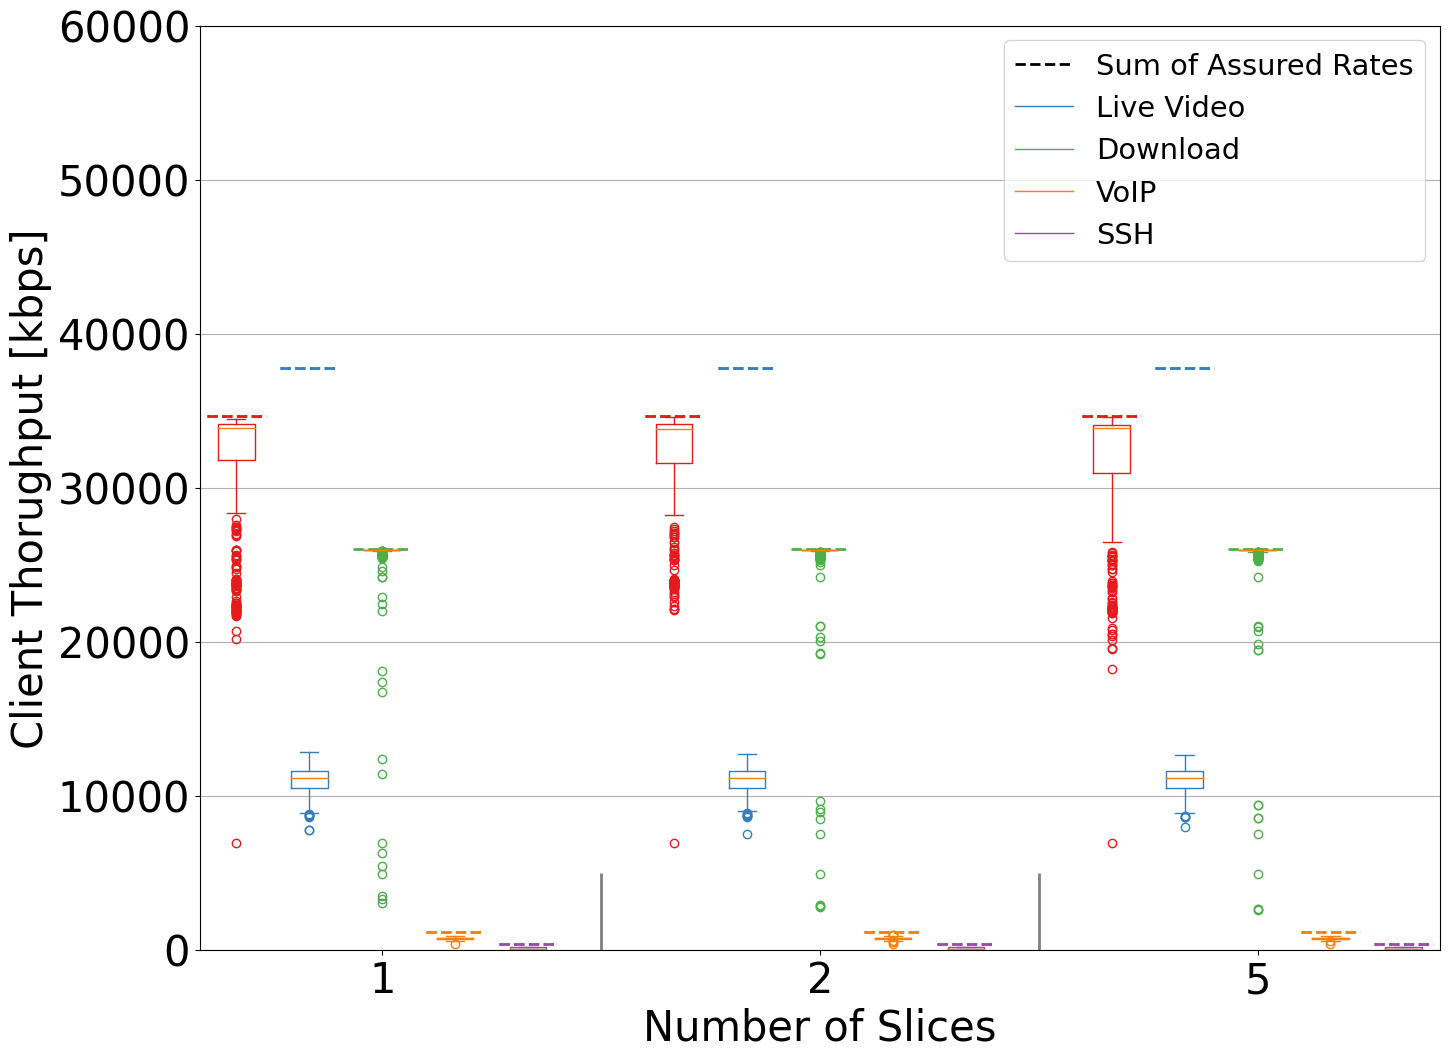 60000
50000
40000
30000
20000
10000
0
Client Thorughput [kbps]
Sum of Assured Rates
Live Video
Download
VoIP
SSH
1
2
5
Number of Slices